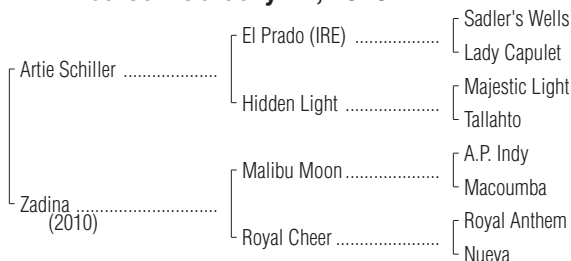 Sadler's Wells
El Prado (IRE) ....................
Lady Capulet
Artie Schiller ....................
Majestic Light
Hidden Light ....................
Tallahto
A.P. Indy
Malibu Moon ....................
Macoumba
Zadina ..............................
(2010)
Royal Anthem
Royal Cheer ......................
Nueva